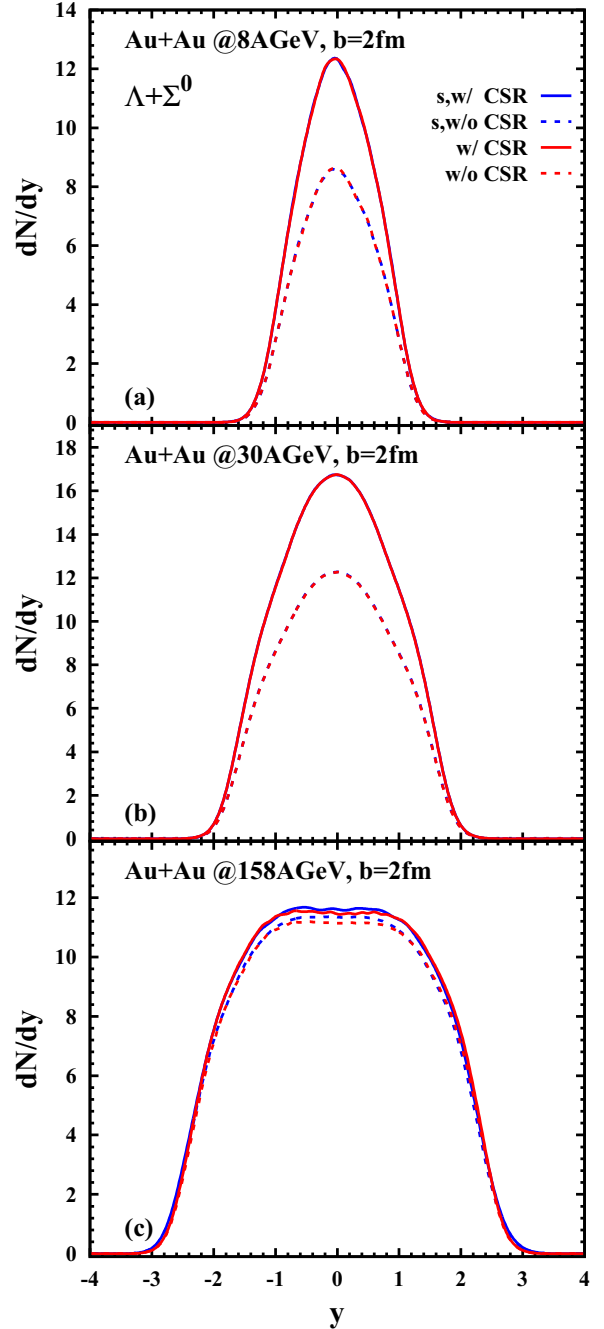 Au+Au @8AGeV, b=2fm
Λ+Σ⁰
s,w/ CSR
s,w/o CSR
w/ CSR
w/o CSR
dN/dy
14
12
10
8
6
4
2
0
(a)
Au+Au @30AGeV, b=2fm
dN/dy
18
16
14
12
10
8
6
4
2
0
(b)
Au+Au @158AGeV, b=2fm
dN/dy
12
10
8
6
4
2
0
(c)
-4 -3 -2 -1 0 1 2 3 4
y